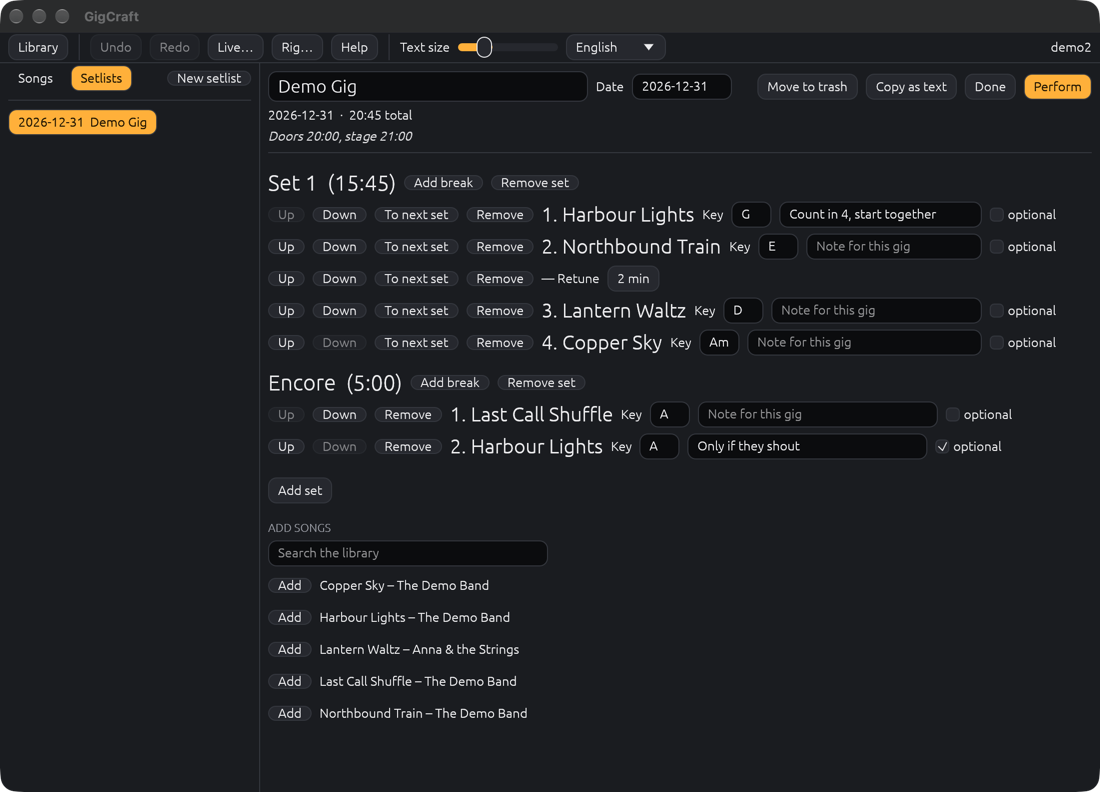 GigCraft
Library Undo Redo Live... Rig... Help Text size English demo2
Songs Setlists New setlist
2026-12-31 Demo Gig
Demo Gig Date 2026-12-31 Move to trash Copy as text Done Perform
2026-12-31 · 20:45 total
Doors 20:00, stage 21:00
Set 1 (15:45) Add break Remove set
Up Down To next set Remove 1. Harbour Lights Key G Count in 4, start together optional
Up Down To next set Remove 2. Northbound Train Key E Note for this gig optional
Up Down To next set Remove — Retune 2 min
Up Down To next set Remove 3. Lantern Waltz Key D Note for this gig optional
Up Down To next set Remove 4. Copper Sky Key Am Note for this gig optional
Encore (5:00) Add break Remove set
Up Down Remove 1. Last Call Shuffle Key A Note for this gig optional
Up Down Remove 2. Harbour Lights Key A Only if they shout optional
Add set
ADD SONGS
Search the library
Add Copper Sky – The Demo Band
Add Harbour Lights – The Demo Band
Add Lantern Waltz – Anna & the Strings
Add Last Call Shuffle – The Demo Band
Add Northbound Train – The Demo Band